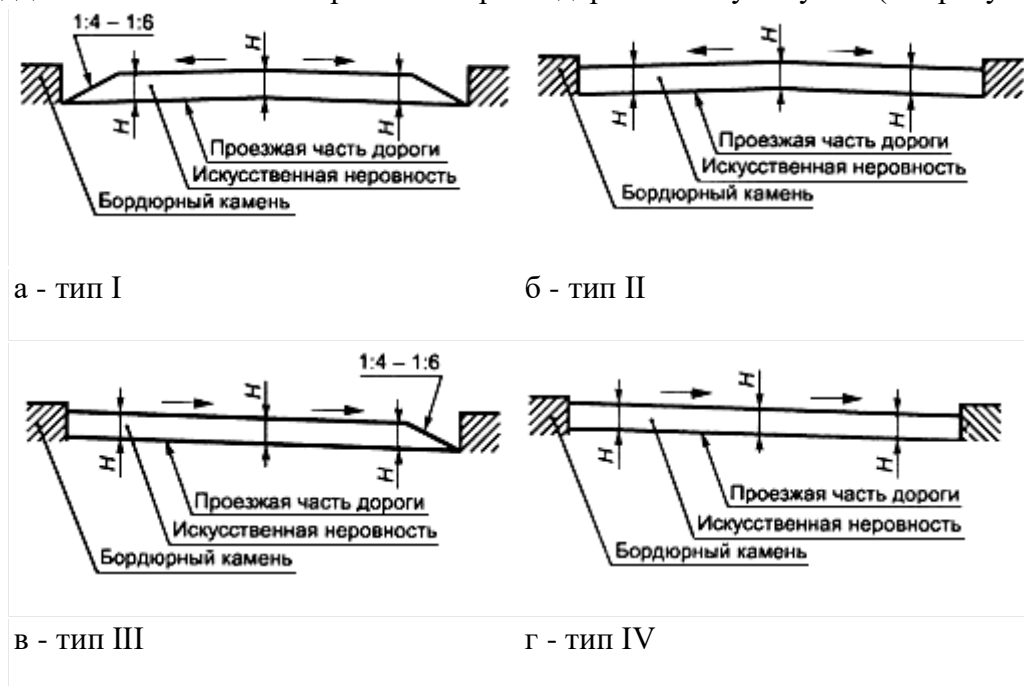 1:4 – 1:6
Н
Н
Н
Проезжая часть дороги
Искусственная неровность
Бордюрный камень
Н
Н
Н
Проезжая часть дороги
Искусственная неровность
Бордюрный камень
а - тип I
б - тип II
1:4 – 1:6
Н
Н
Н
Проезжая часть дороги
Искусственная неровность
Бордюрный камень
Н
Н
Н
Проезжая часть дороги
Искусственная неровность
Бордюрный камень
в - тип III
г - тип IV